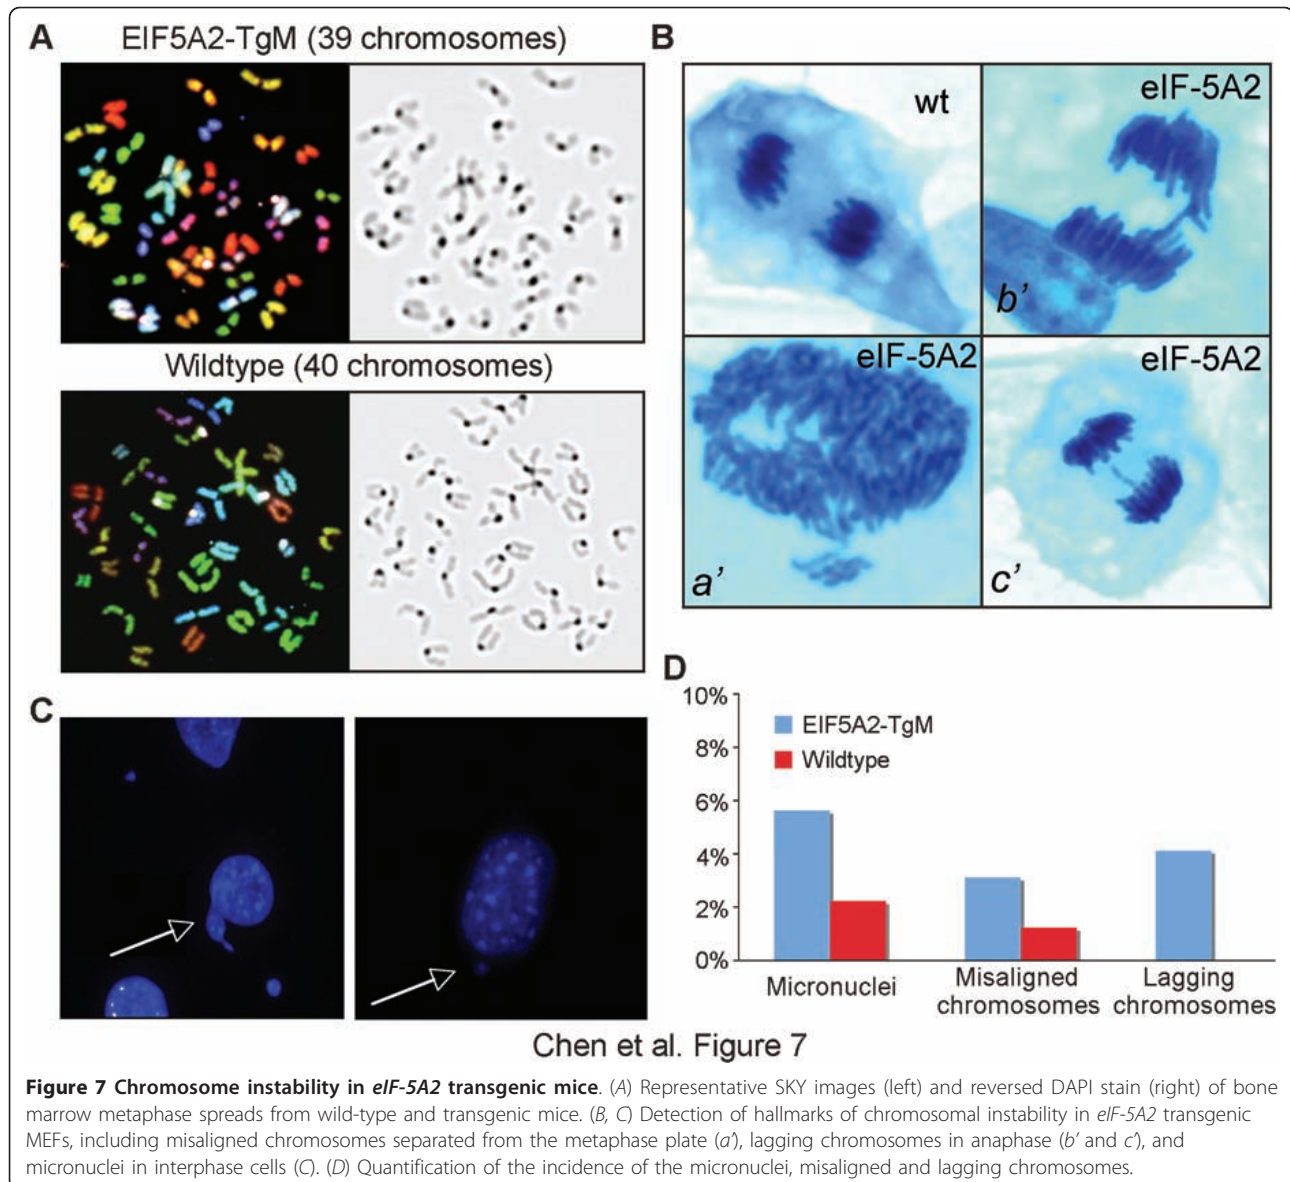 A
EIF5A2-TgM (39 chromosomes)
Wildtype (40 chromosomes)
B
wt
eIF-5A2
b'
eIF-5A2
a'
eIF-5A2
c'
C
D
10%
8%
6%
4%
2%
0%
EIF5A2-TgM
Wildtype
Micronuclei
Misaligned
chromosomes
Lagging
chromosomes
Chen et al. Figure 7
Figure 7 Chromosome instability in eIF-5A2 transgenic mice. (A) Representative SKY images (left) and reversed DAPI stain (right) of bone
marrow metaphase spreads from wild-type and transgenic mice. (B, C) Detection of hallmarks of chromosomal instability in eIF-5A2 transgenic
MEFs, including misaligned chromosomes separated from the metaphase plate (a'), lagging chromosomes in anaphase (b' and c'), and
micronuclei in interphase cells (C). (D) Quantification of the incidence of the micronuclei, misaligned and lagging chromosomes.